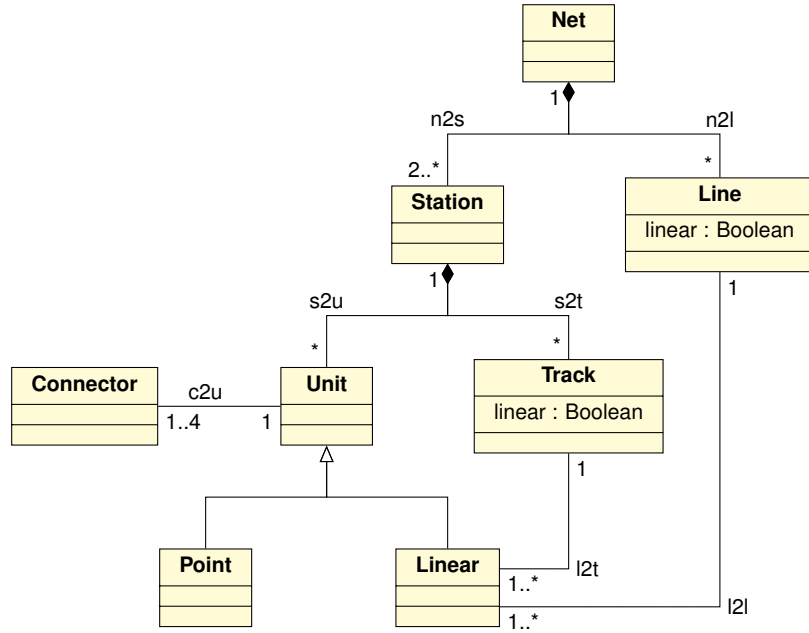 Net
1
n2s
n2l
2..*
*
Station
Line
linear : Boolean
1
1
s2u
s2t
*
*
Connector
Unit
Track
c2u
linear : Boolean
1..4
1
1
Point
Linear
l2t
1..*
l2l
1..*